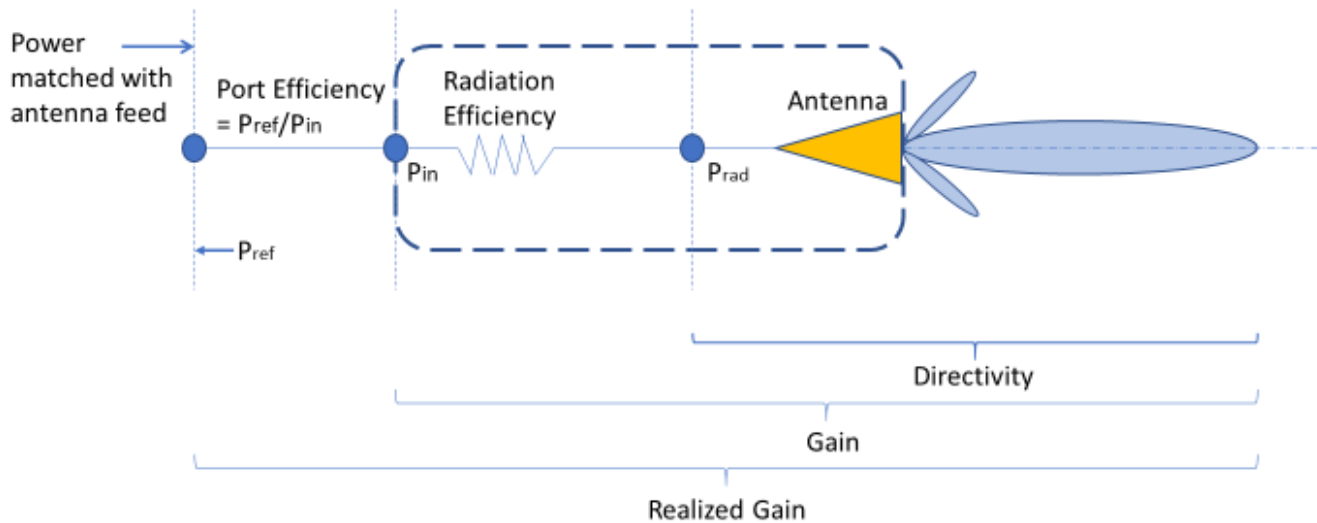 Power
matched with
antenna feed
Port Efficiency
= Pref/Pin
Radiation
Efficiency
Antenna
Pin
Prad
Pref
Directivity
Gain
Realized Gain